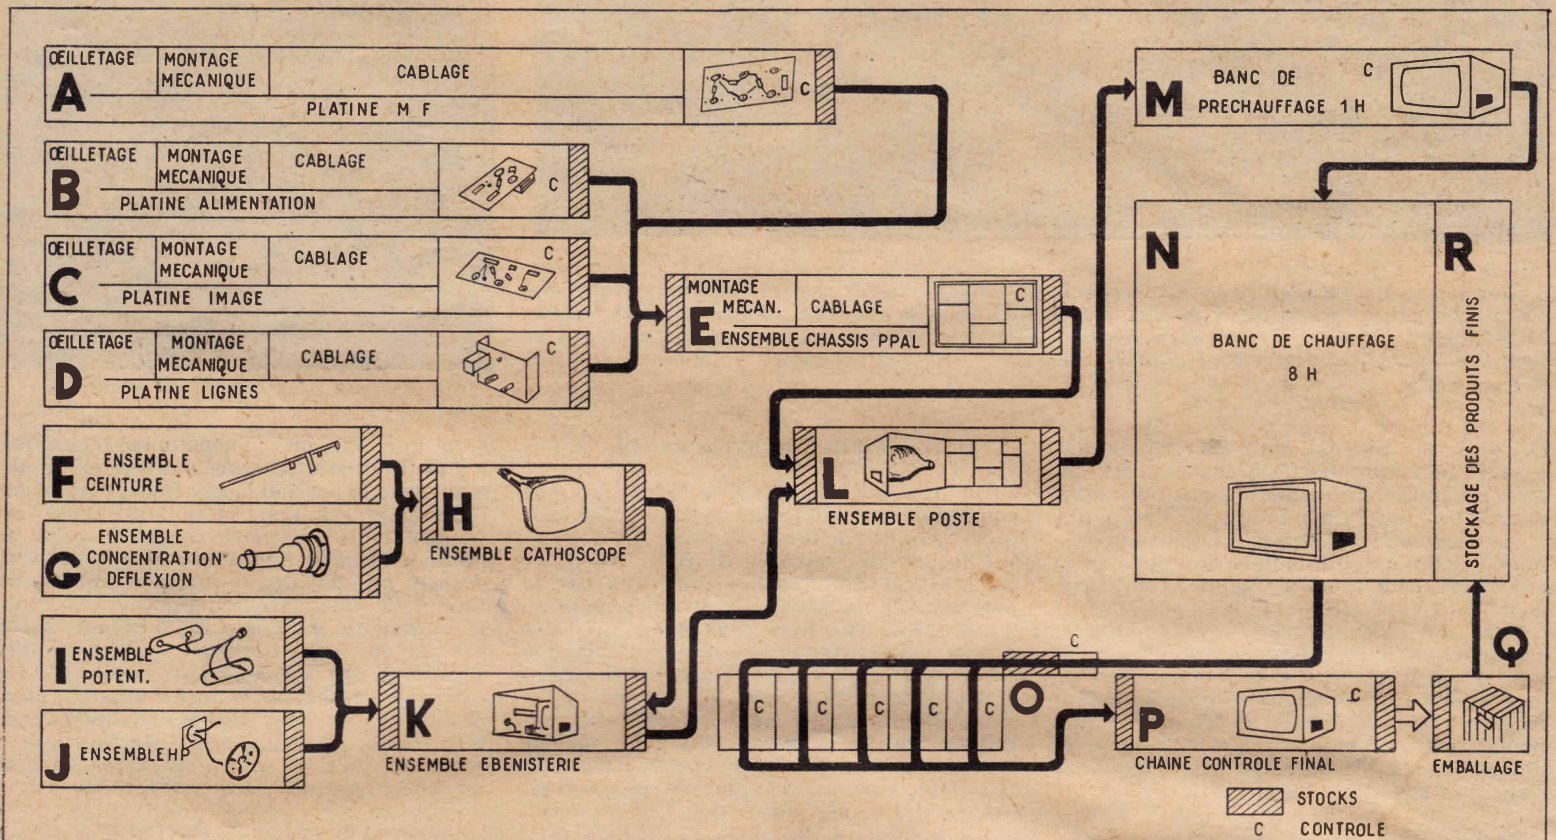 ŒILLETAGE
MONTAGE
MECANIQUE
CABLAGE
A
C
PLATINE M F
ŒILLETAGE
MONTAGE
MECANIQUE
CABLAGE
B
C
PLATINE ALIMENTATION
ŒILLETAGE
MONTAGE
MECANIQUE
CABLAGE
C
C
PLATINE IMAGE
ŒILLETAGE
MONTAGE
MECANIQUE
CABLAGE
D
C
PLATINE LIGNES
MONTAGE
MECAN.
CABLAGE
C
E
ENSEMBLE CHASSIS PPAL
F
ENSEMBLE
CEINTURE
G
ENSEMBLE
CONCENTRATION
DEFLEXION
H
ENSEMBLE CATHOSCOPE
I
ENSEMBLE
POTENT.
J
ENSEMBLE HP
K
ENSEMBLE EBENISTERIE
L
ENSEMBLE POSTE
M
BANC DE
PRECHAUFFAGE 1 H
C
N
BANC DE CHAUFFAGE
8 H
R
STOCKAGE DES PRODUITS FINIS
C
C
C
C
C
C
O
P
C
CHAINE CONTROLE FINAL
Q
EMBALLAGE
STOCKS
C CONTROLE